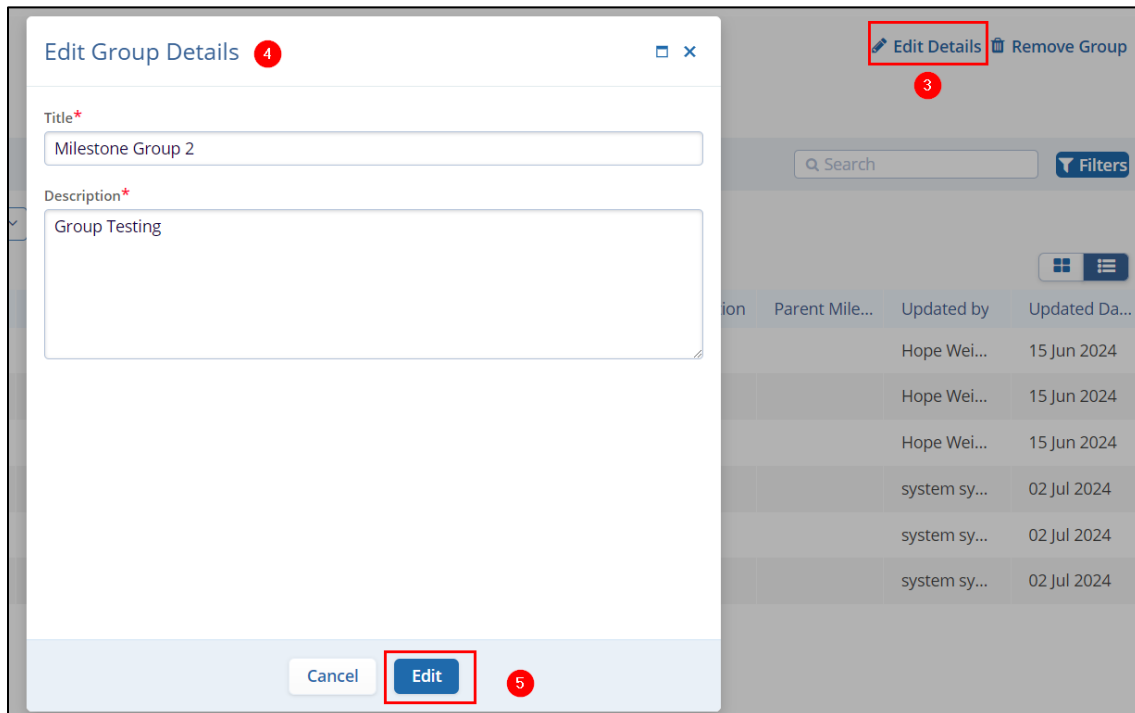 Edit Group Details 4
Edit Details Remove Group
3
Title*
Milestone Group 2
Search
Filters
Description*
Group Testing
Parent Mile... Updated by Updated Da...
Hope Wei... 15 Jun 2024
Hope Wei... 15 Jun 2024
Hope Wei... 15 Jun 2024
system sy... 02 Jul 2024
system sy... 02 Jul 2024
system sy... 02 Jul 2024
Cancel Edit 5